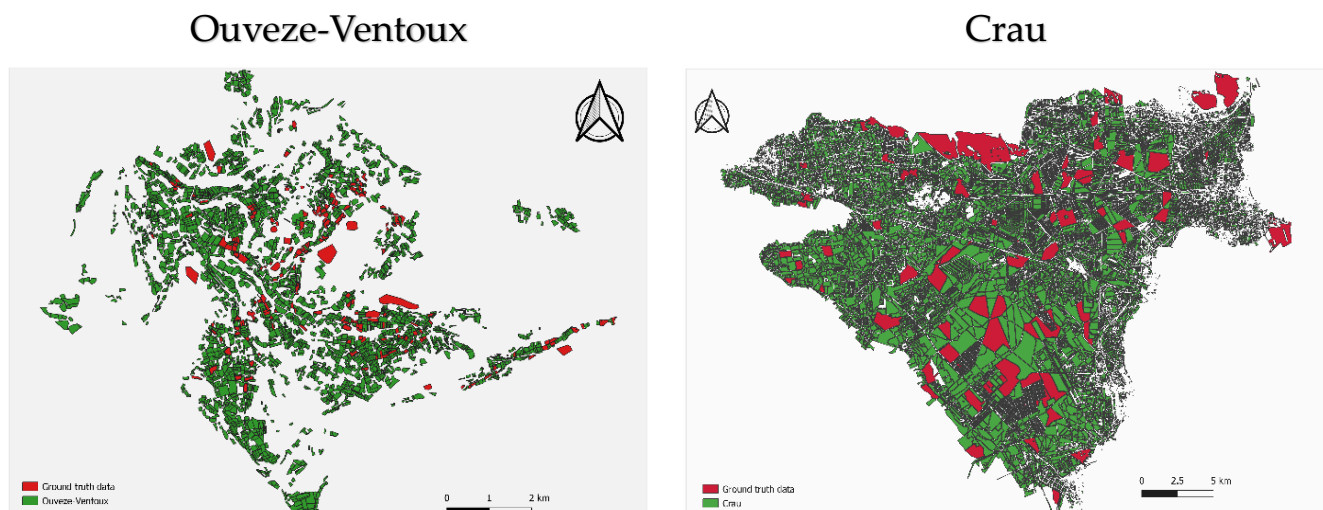 Ouveze-Ventoux
Crau
Ground truth data
Ouveze-Ventoux
0 1 2 km
Ground truth data
Crau
0 2.5 5 km